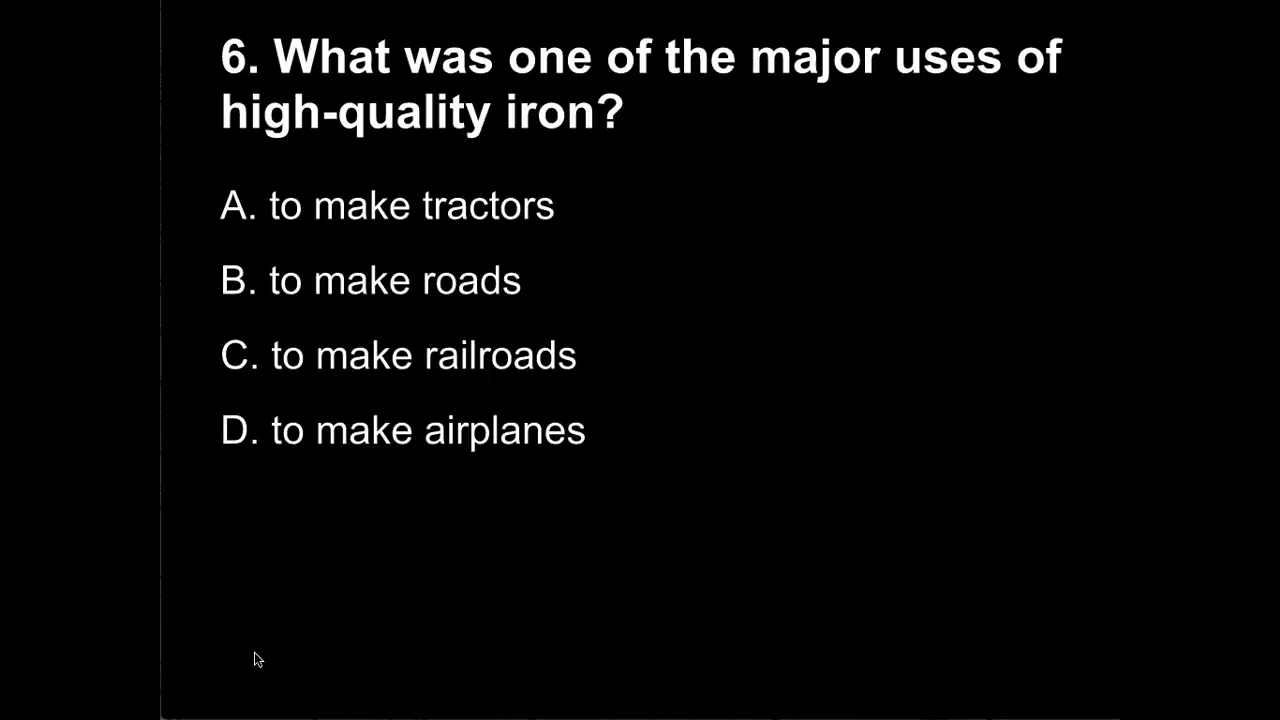 6. What was one of the major uses of
high-quality iron?
A. to make tractors
B. to make roads
C. to make railroads
D. to make airplanes